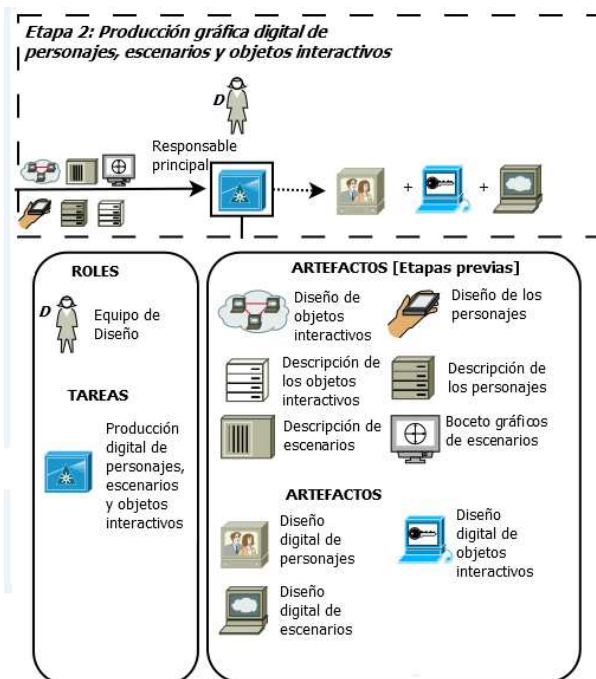 Etapa 2: Producción gráfica digital de
personajes, escenarios y objetos interactivos
D
Responsable
principal
+
+
ROLES
D
Equipo de
Diseño
TAREAS
Producción
digital de
personajes,
escenarios
y objetos
interactivos
ARTEFACTOS [Etapas previas]
Diseño de
objetos
interactivos
Diseño de los
personajes
Descripción de
los objetos
interactivos
Descripción de
los personajes
Descripción de
escenarios
Boceto gráficos
de escenarios
ARTEFACTOS
Diseño
digital de
personajes
Diseño
digital de
objetos
interactivos
Diseño
digital de
escenarios